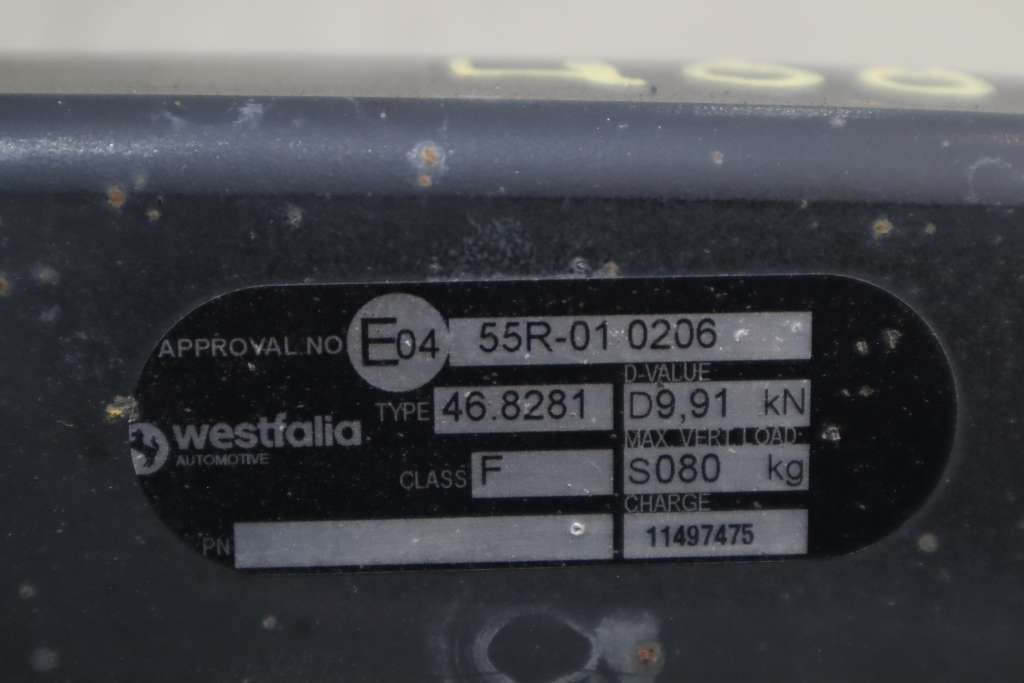 400
APPROVAL NO E04 55R-01 0206
D-VALUE
TYPE 46.8281 D9,91 kN
westfalia
AUTOMOTIVE
MAX VERT LOAD
CLASS F S080 kg
CHARGE
PN 11497475